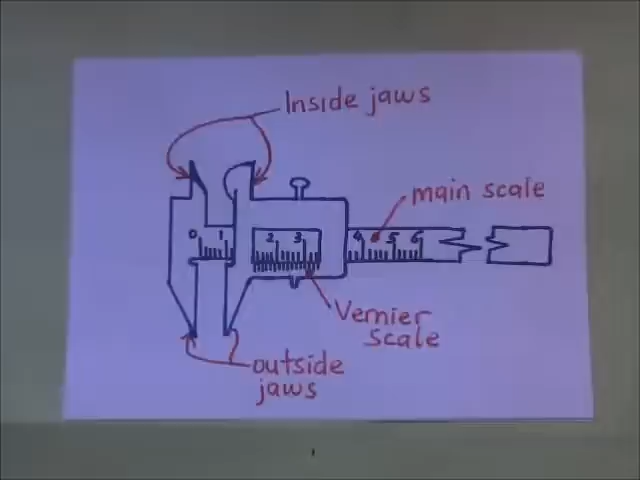 Inside jaws
main scale
0 1 2 3 4 5 6
Vernier
scale
outside
jaws